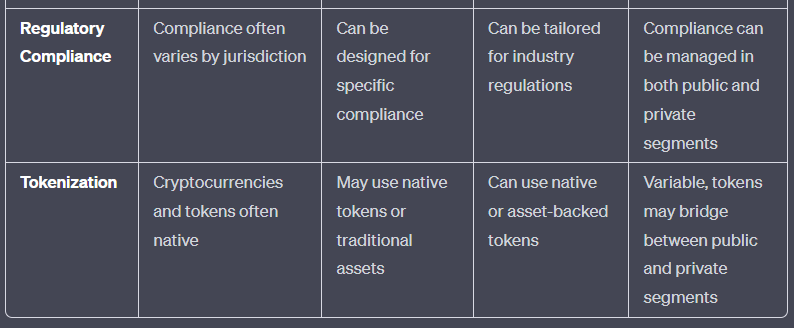 Regulatory Compliance often Can be Can be tailored Compliance can
Compliance varies by jurisdiction designed for for industry be managed in
specific regulations both public and
compliance private
segments
Tokenization Cryptocurrencies May use native Can use native Variable, tokens
and tokens often tokens or or asset-backed may bridge
native traditional tokens between public
assets and private
segments